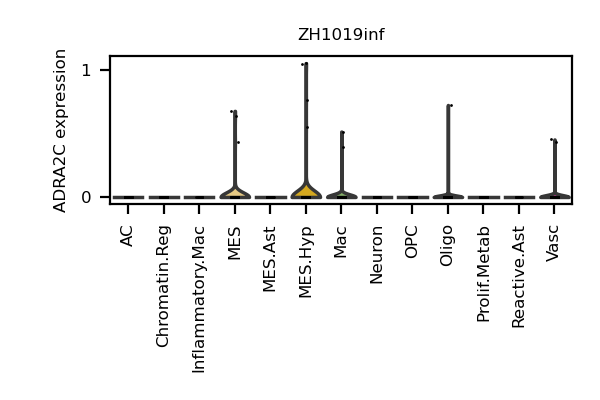 ZH1019inf
ADRA2C expression
1
0
AC
Chromatin.Reg
Inflammatory.Mac
MES
MES.Ast
MES.Hyp
Mac
Neuron
OPC
Oligo
Prolif.Metab
Reactive.Ast
Vasc